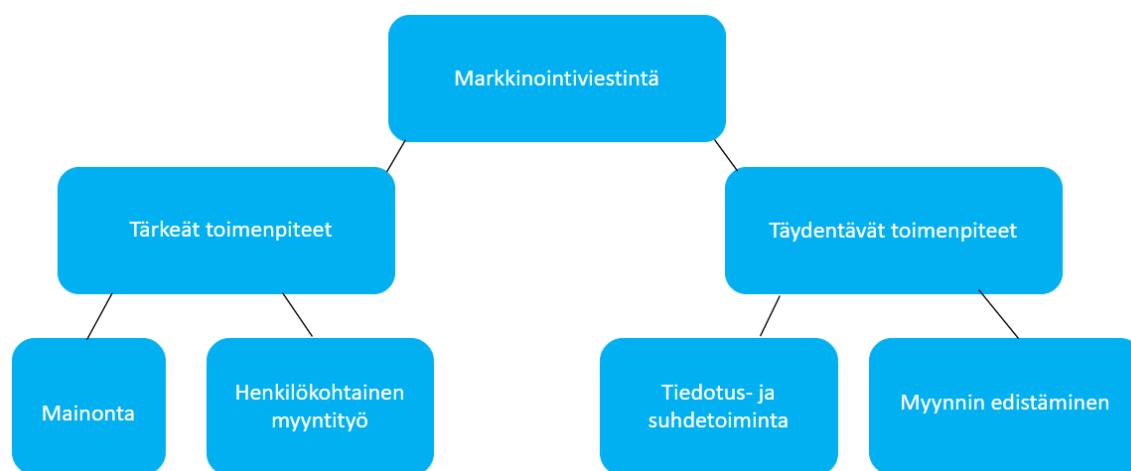 Markkinointiviestintä
Tärkeät toimenpiteet
Täydentävät toimenpiteet
Mainonta
Henkilökohtainen
myyntityö
Tiedotus- ja
suhdetoiminta
Myynnin edistäminen